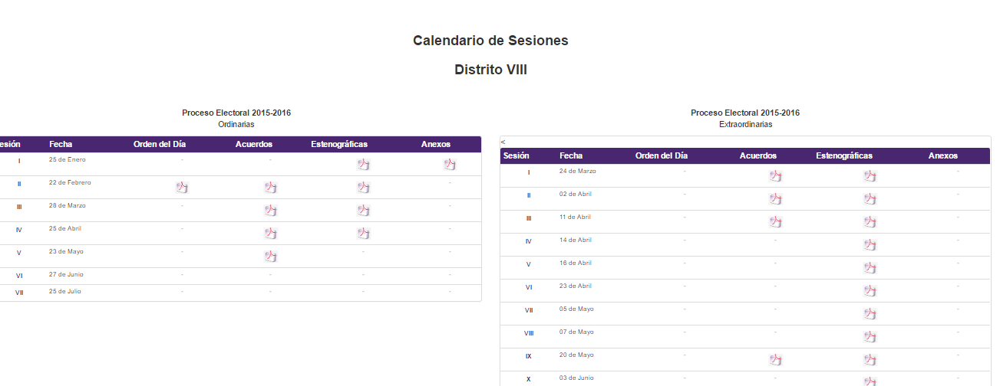 Calendario de Sesiones
Distrito VIII
Proceso Electoral 2015-2016
Ordinarias
esión Fecha Orden del Día Acuerdos Estenográficas Anexos
I 25 de Enero - -
II 22 de Febrero -
III 28 de Marzo - -
IV 25 de Abril - -
V 23 de Mayo - - -
VI 27 de Junio - - - -
VII 25 de Julio - - - -
Proceso Electoral 2015-2016
Extraordinarias
<
Sesión Fecha Orden del Día Acuerdos Estenográficas Anexos
I 24 de Marzo - -
II 02 de Abril - -
III 11 de Abril - -
IV 14 de Abril - - -
V 16 de Abril - - -
VI 23 de Abril - - -
VII 05 de Mayo - - -
VIII 07 de Mayo - - -
IX 20 de Mayo - -
X 03 de Junio - - -